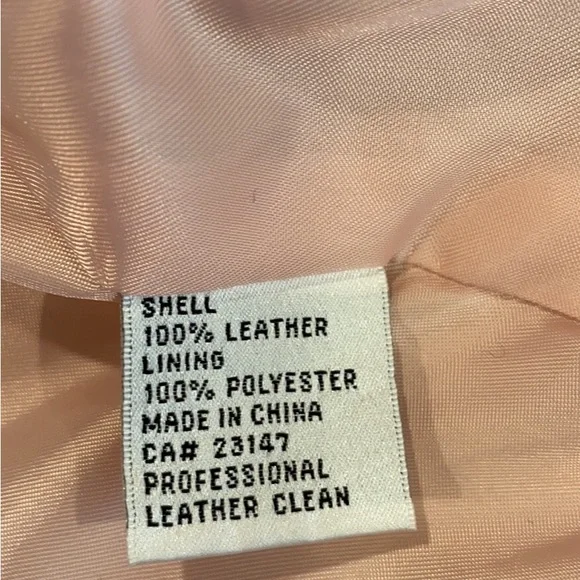 SHELL
100% LEATHER
LINING
100% POLYESTER
MADE IN CHINA
CA# 23147
PROFESSIONAL
LEATHER CLEAN